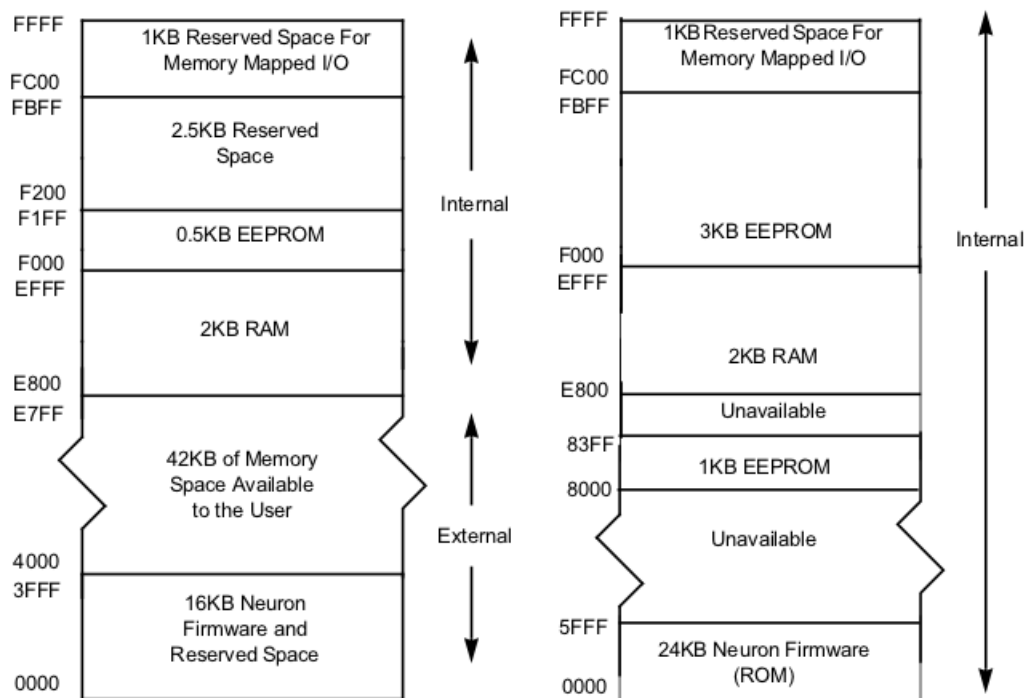 FFFF
1KB Reserved Space For
Memory Mapped I/O
FC00
FBFF
2.5KB Reserved
Space
F200
F1FF
0.5KB EEPROM
F000
EFFF
2KB RAM
E800
E7FF
42KB of Memory
Space Available
to the User
4000
3FFF
16KB Neuron
Firmware and
Reserved Space
0000
Internal
External
FFFF
1KB Reserved Space For
Memory Mapped I/O
FC00
FBFF
3KB EEPROM
F000
EFFF
2KB RAM
E800
Unavailable
83FF
1KB EEPROM
8000
Unavailable
5FFF
24KB Neuron Firmware
(ROM)
0000
Internal